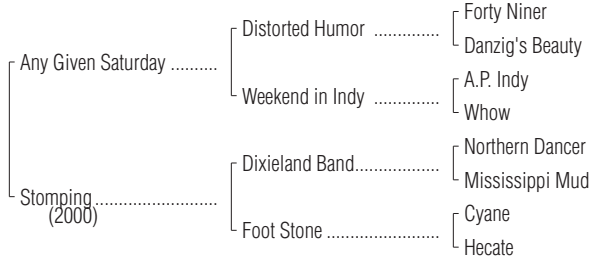 Forty Niner
Distorted Humor ..............
Danzig's Beauty
Any Given Saturday ..........
A.P. Indy
Weekend in Indy ..............
Whow
Northern Dancer
Dixieland Band..................
Mississippi Mud
Stomping..........................
(2000)
Cyane
Foot Stone ........................
Hecate